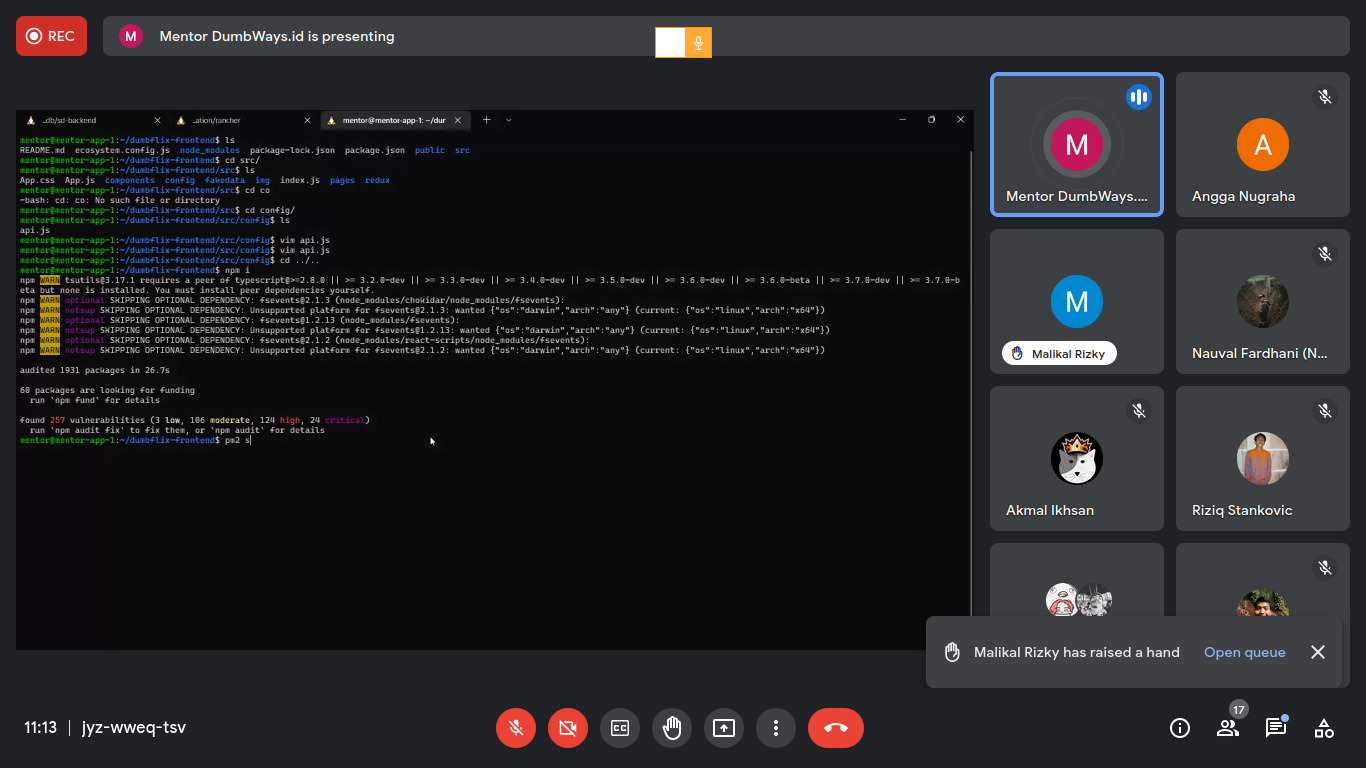 REC
M
Mentor DumbWays.id is presenting
..db/sd-backend
..ation/rancher
mentor@mentor-app-1: ~/dur
mentor@mentor-app-1:~/dumbflix-frontend$ ls
README.md ecosystem.config.js node_modules package-lock.json package.json public src
mentor@mentor-app-1:~/dumbflix-frontend$ cd src/
mentor@mentor-app-1:~/dumbflix-frontend/src$ ls
App.css App.js components config fakedata img index.js pages redux
mentor@mentor-app-1:~/dumbflix-frontend/src$ cd co
-bash: cd: co: No such file or directory
mentor@mentor-app-1:~/dumbflix-frontend/src$ cd config/
mentor@mentor-app-1:~/dumbflix-frontend/src/config$ ls
api.js
mentor@mentor-app-1:~/dumbflix-frontend/src/config$ vim api.js
mentor@mentor-app-1:~/dumbflix-frontend/src/config$ vim api.js
mentor@mentor-app-1:~/dumbflix-frontend/src/config$ cd ../..
mentor@mentor-app-1:~/dumbflix-frontend$ npm i
npm WARN tsutils@3.17.1 requires a peer of typescript@>=2.8.0 || >= 3.2.0-dev || >= 3.3.0-dev || >= 3.4.0-dev || >= 3.5.0-dev || >= 3.6.0-dev || >= 3.6.0-beta || >= 3.7.0-dev || >= 3.7.0-b
eta but none is installed. You must install peer dependencies yourself.
npm WARN optional SKIPPING OPTIONAL DEPENDENCY: fsevents@2.1.3 (node_modules/chokidar/node_modules/fsevents):
npm WARN notsup SKIPPING OPTIONAL DEPENDENCY: Unsupported platform for fsevents@2.1.3: wanted {"os":"darwin","arch":"any"} (current: {"os":"linux","arch":"x64"})
npm WARN optional SKIPPING OPTIONAL DEPENDENCY: fsevents@1.2.13 (node_modules/fsevents):
npm WARN notsup SKIPPING OPTIONAL DEPENDENCY: Unsupported platform for fsevents@1.2.13: wanted {"os":"darwin","arch":"any"} (current: {"os":"linux","arch":"x64"})
npm WARN optional SKIPPING OPTIONAL DEPENDENCY: fsevents@2.1.2 (node_modules/react-scripts/node_modules/fsevents):
npm WARN notsup SKIPPING OPTIONAL DEPENDENCY: Unsupported platform for fsevents@2.1.2: wanted {"os":"darwin","arch":"any"} (current: {"os":"linux","arch":"x64"})
audited 1931 packages in 26.7s
60 packages are looking for funding
run `npm fund` for details
found 257 vulnerabilities (3 low, 106 moderate, 124 high, 24 critical)
run `npm audit fix` to fix them, or `npm audit` for details
mentor@mentor-app-1:~/dumbflix-frontend$ pm2 s
M
Mentor DumbWays....
A
Angga Nugraha
M
Malikal Rizky
Nauval Fardhani (N...
Akmal Ikhsan
Riziq Stankovic
Malikal Rizky has raised a hand
Open queue
11:13
jyz-wweq-tsv
17